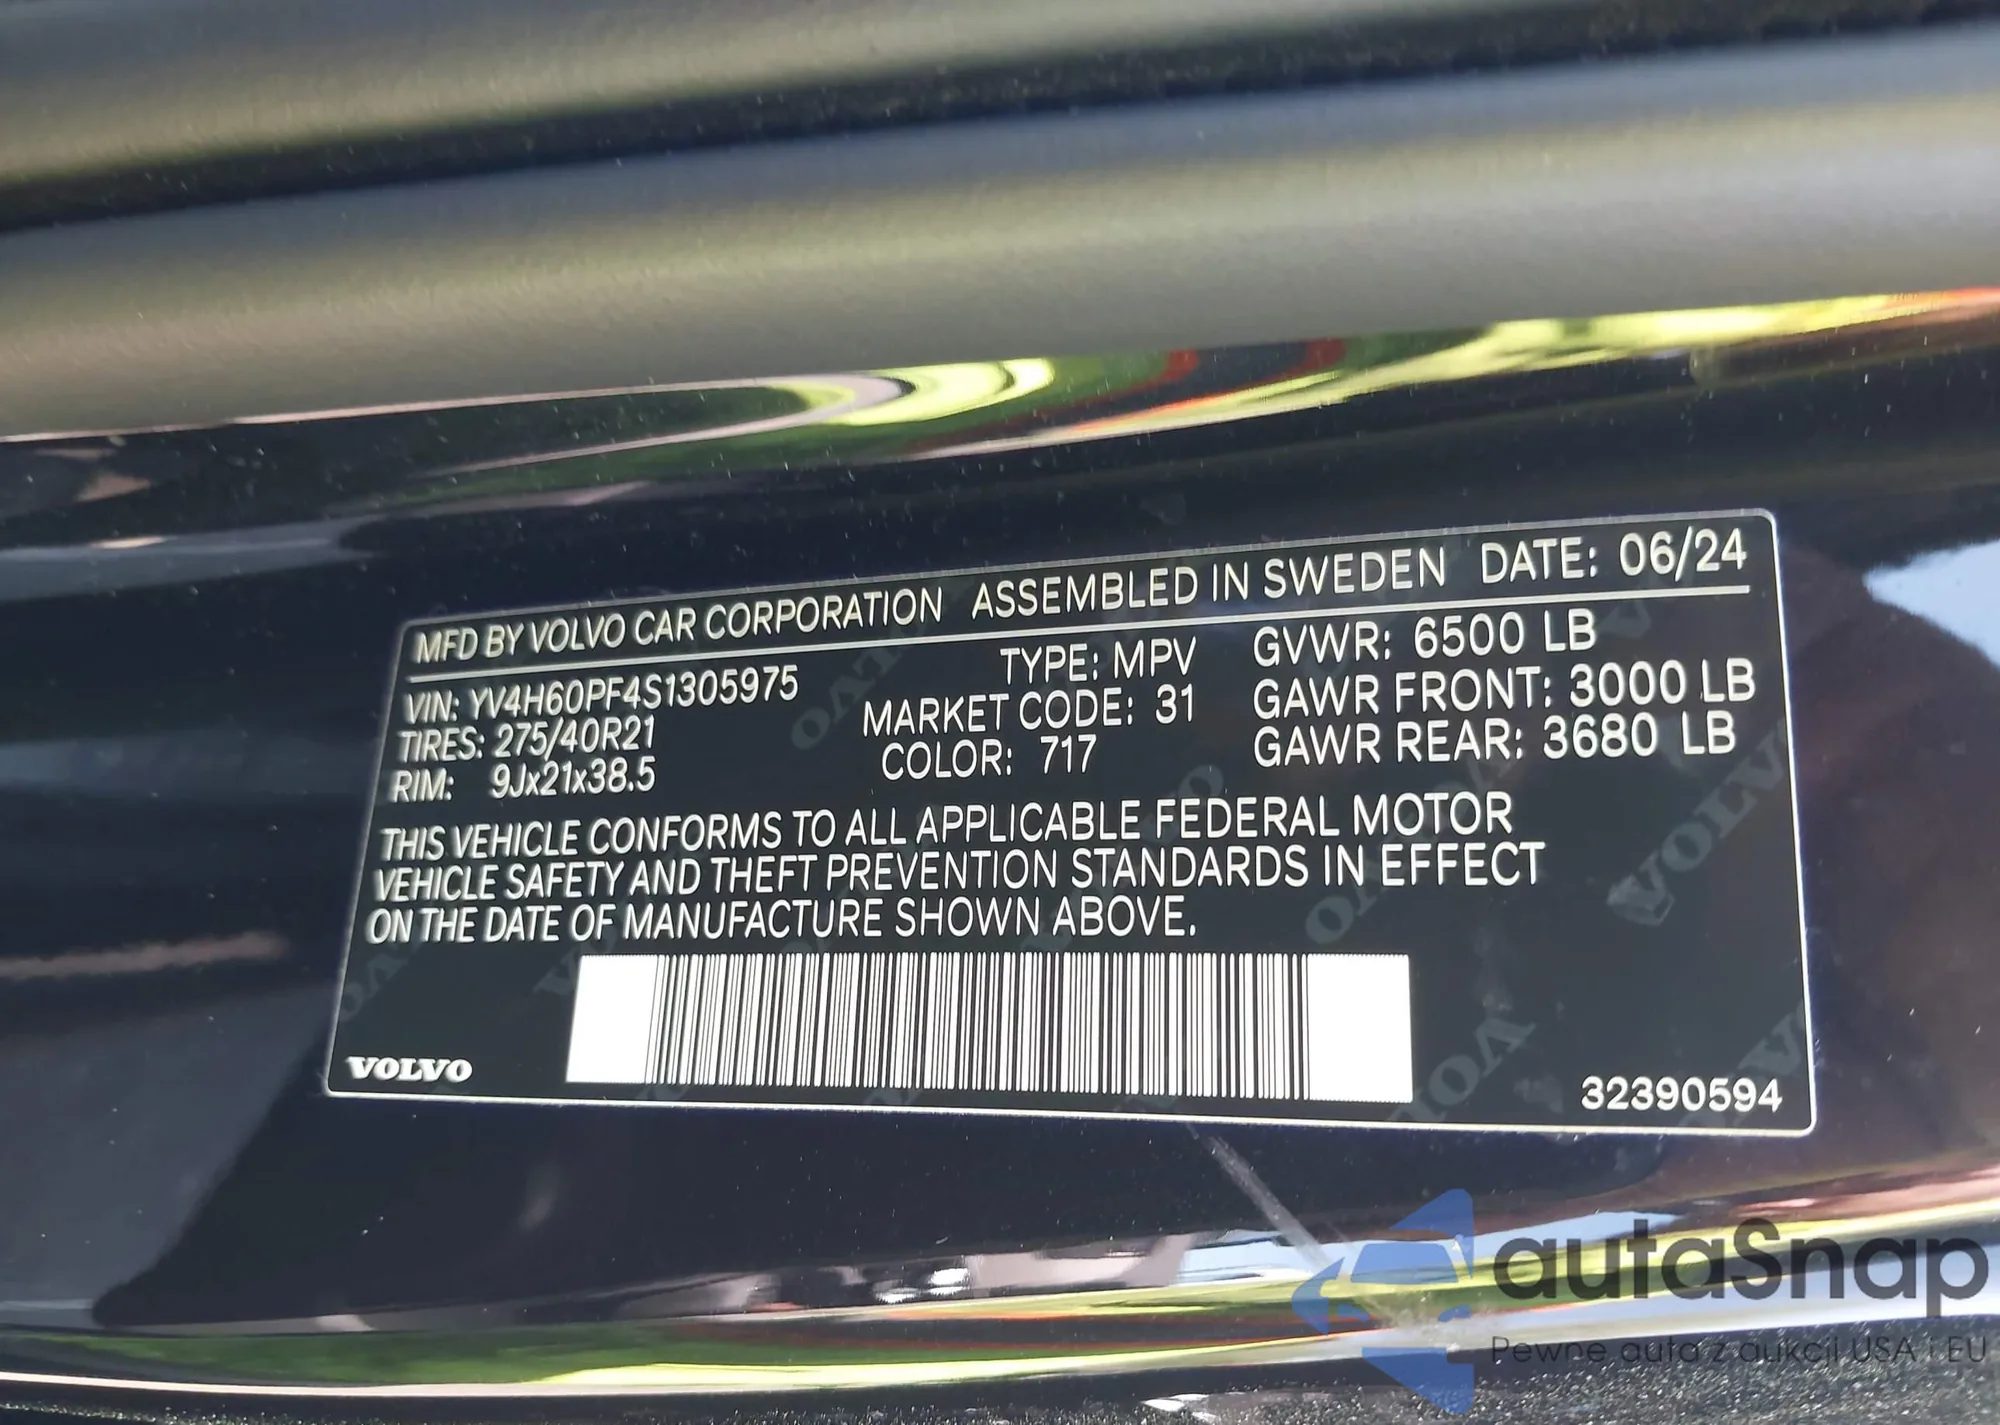 MFD BY VOLVO CAR CORPORATION ASSEMBLED IN SWEDEN DATE: 06/24
VIN: YV4H60PF4S1305975 TYPE: MPV GVWR: 6500 LB
TIRES: 275/40R21 MARKET CODE: 31 GAWR FRONT: 3000 LB
RIM: 9Jx21x38.5 COLOR: 717 GAWR REAR: 3680 LB
THIS VEHICLE CONFORMS TO ALL APPLICABLE FEDERAL MOTOR
VEHICLE SAFETY AND THEFT PREVENTION STANDARDS IN EFFECT
ON THE DATE OF MANUFACTURE SHOWN ABOVE.
VOLVO
32390594
autaSnap
Pewne auta z aukcji USA i EU